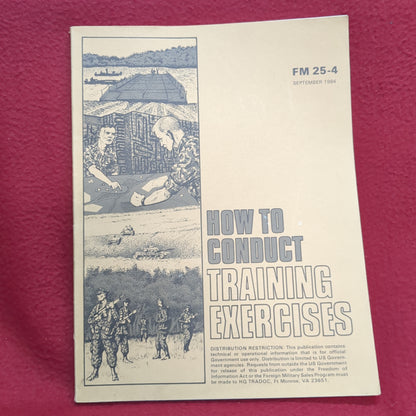 FM 25-4
SEPTEMBER 1984
HOW TO
CONDUCT
TRAINING
EXERCISES
DISTRIBUTION RESTRICTION: This publication contains
technical or operational information that is for official
Government use only. Distribution is limited to US Govern-
ment agencies. Requests from outside the US Government
for release of this publication under the Freedom of
Information Act or the Foreign Military Sales Program must
be made to HQ TRADOC, Ft Monroe, VA 23651.